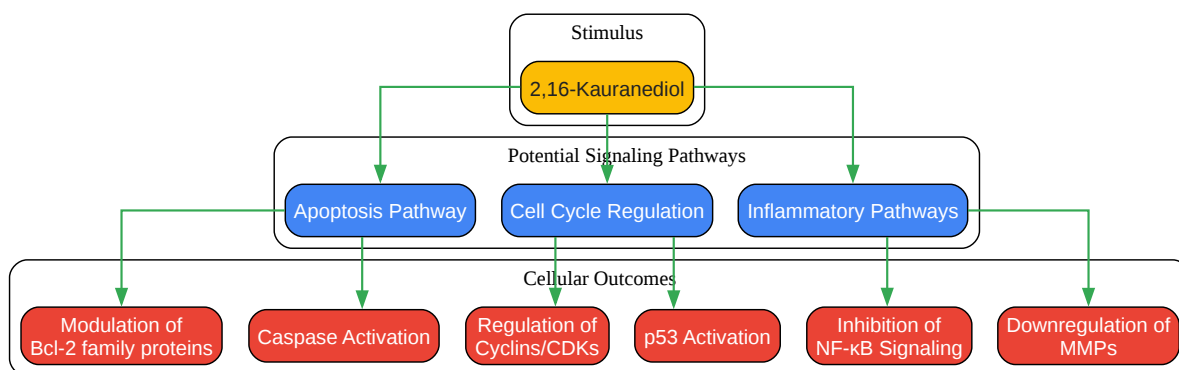 Stimulus
2,16-Kauranediol
Potential Signaling Pathways
Apoptosis Pathway
Cell Cycle Regulation
Inflammatory Pathways
Cellular Outcomes
Modulation of
Bcl-2 family proteins
Caspase Activation
Regulation of
Cyclins/CDKs
p53 Activation
Inhibition of
NF-κB Signaling
Downregulation of
MMPs